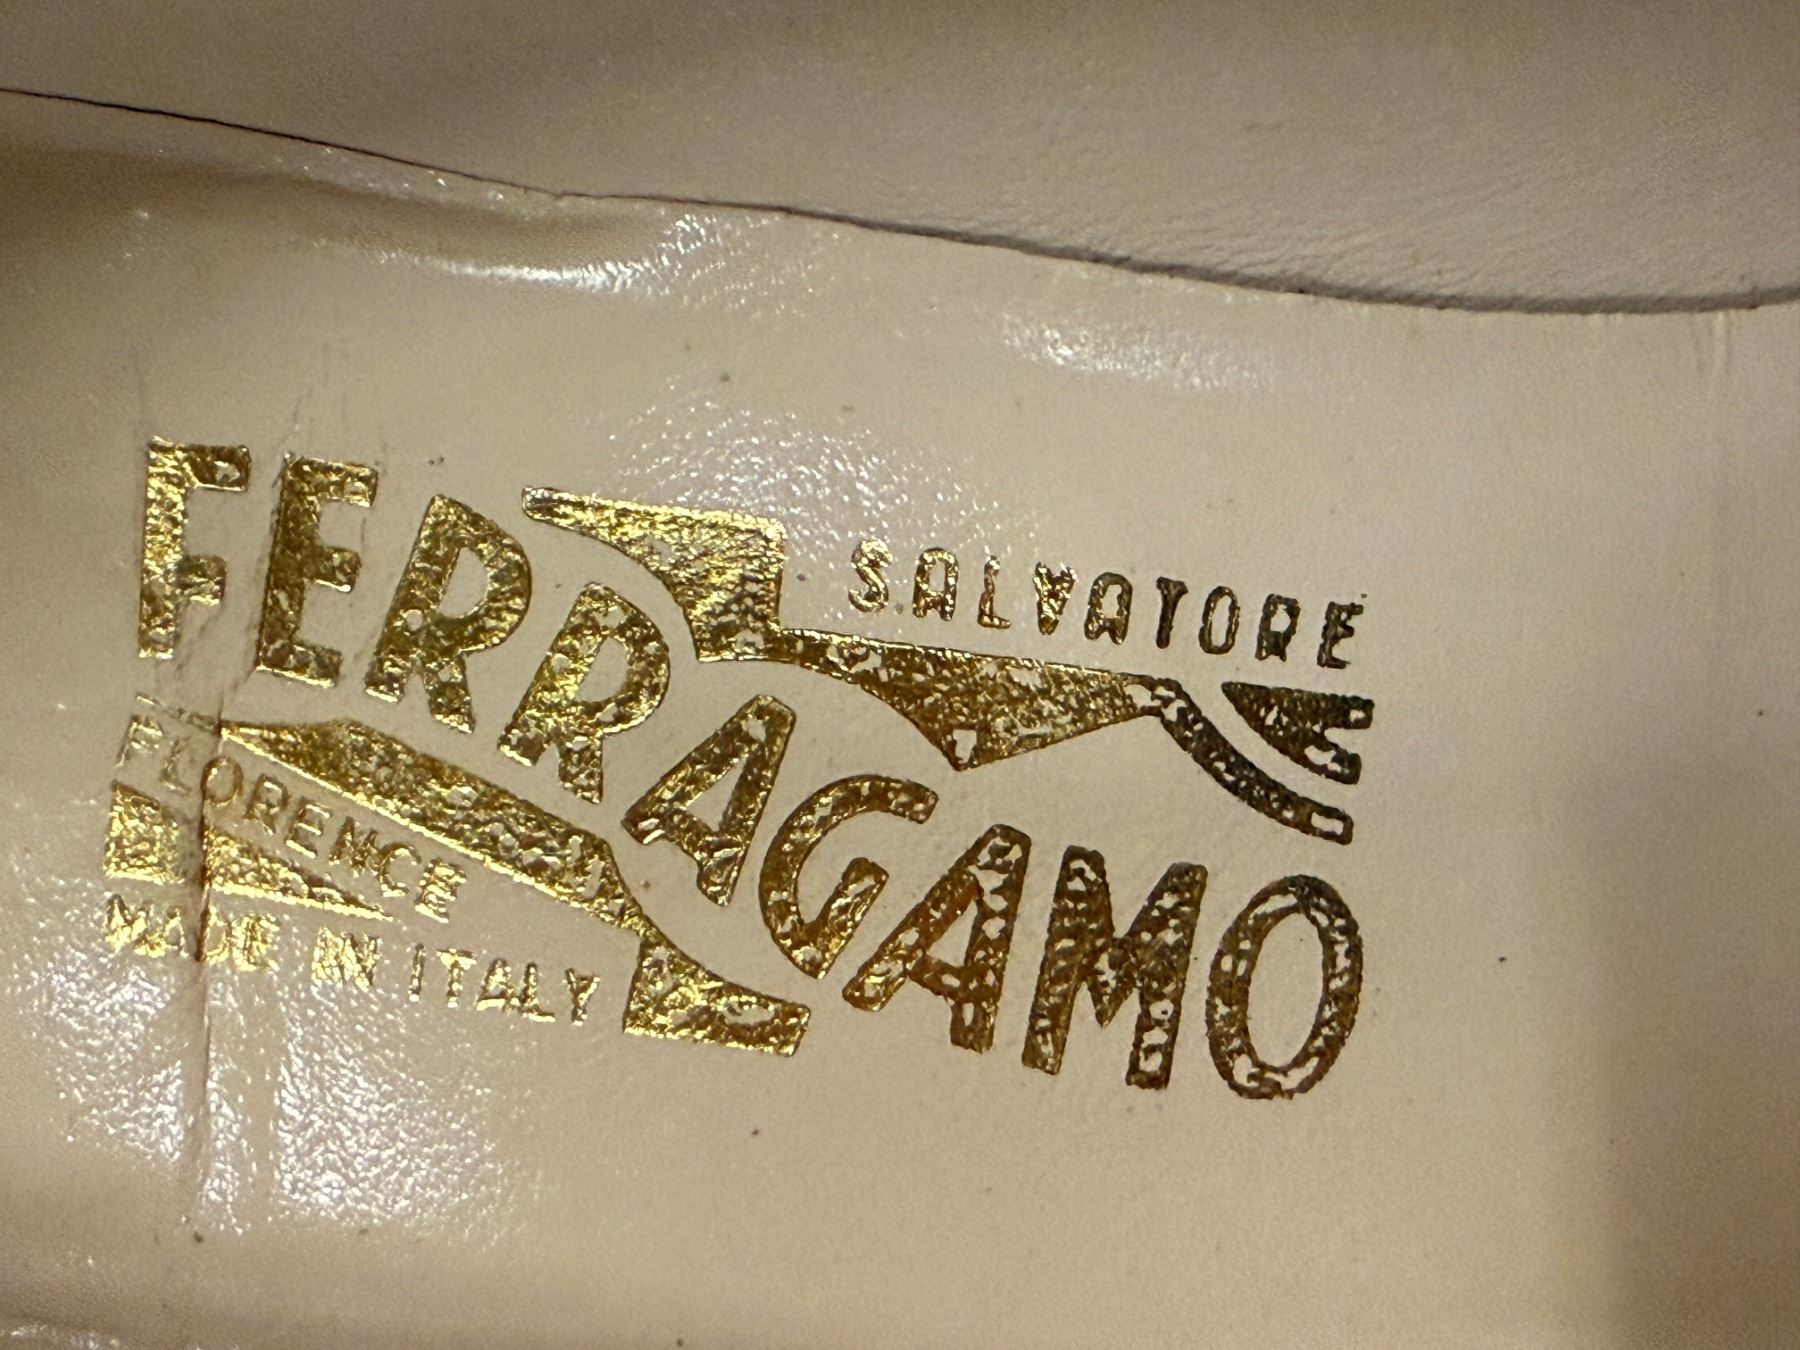 SALVATORE
FERRAGAMO
FLORENCE
MADE IN ITALY